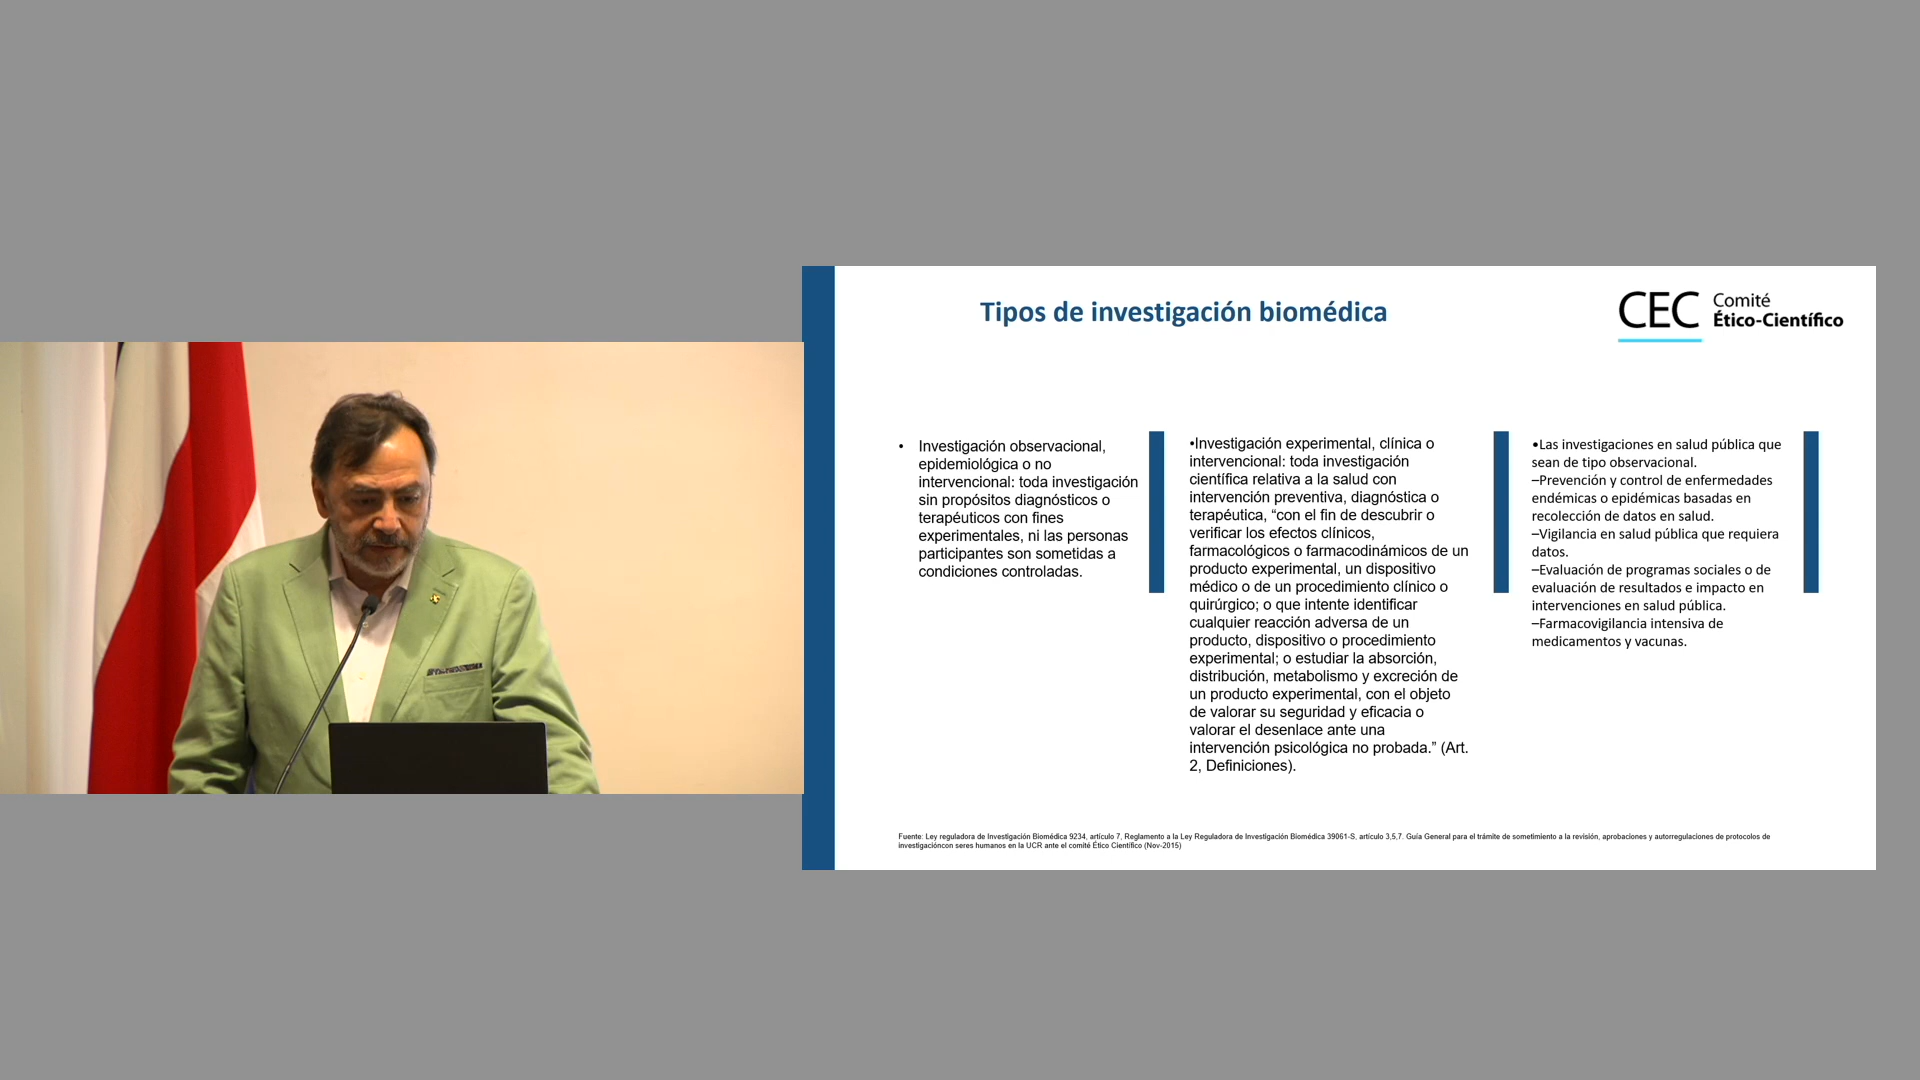 Tipos de investigación biomédica
CEC Comité
Ético-Científico
• Investigación observacional,
epidemiológica o no
intervencional: toda investigación
sin propósitos diagnósticos o
terapéuticos con fines
experimentales, ni las personas
participantes son sometidas a
condiciones controladas.
•Investigación experimental, clínica o
intervencional: toda investigación
científica relativa a la salud con
intervención preventiva, diagnóstica o
terapéutica, “con el fin de descubrir o
verificar los efectos clínicos,
farmacológicos o farmacodinámicos de un
producto experimental, un dispositivo
médico o de un procedimiento clínico o
quirúrgico; o que intente identificar
cualquier reacción adversa de un
producto, dispositivo o procedimiento
experimental; o estudiar la absorción,
distribución, metabolismo y excreción de
un producto experimental, con el objeto
de valorar su seguridad y eficacia o
valorar el desenlace ante una
intervención psicológica no probada.” (Art.
2, Definiciones).
•Las investigaciones en salud pública que
sean de tipo observacional.
–Prevención y control de enfermedades
endémicas o epidémicas basadas en
recolección de datos en salud.
–Vigilancia en salud pública que requiera
datos.
–Evaluación de programas sociales o de
evaluación de resultados e impacto en
intervenciones en salud pública.
–Farmacovigilancia intensiva de
medicamentos y vacunas.
Fuente: Ley reguladora de Investigación Biomédica 9234, artículo 7, Reglamento a la Ley Reguladora de Investigación Biomédica 39061-S, artículo 3,5,7. Guía General para el trámite de sometimiento a la revisión, aprobaciones y autorregulaciones de protocolos de
investigacióncon seres humanos en la UCR ante el comité Ético Científico (Nov-2015)